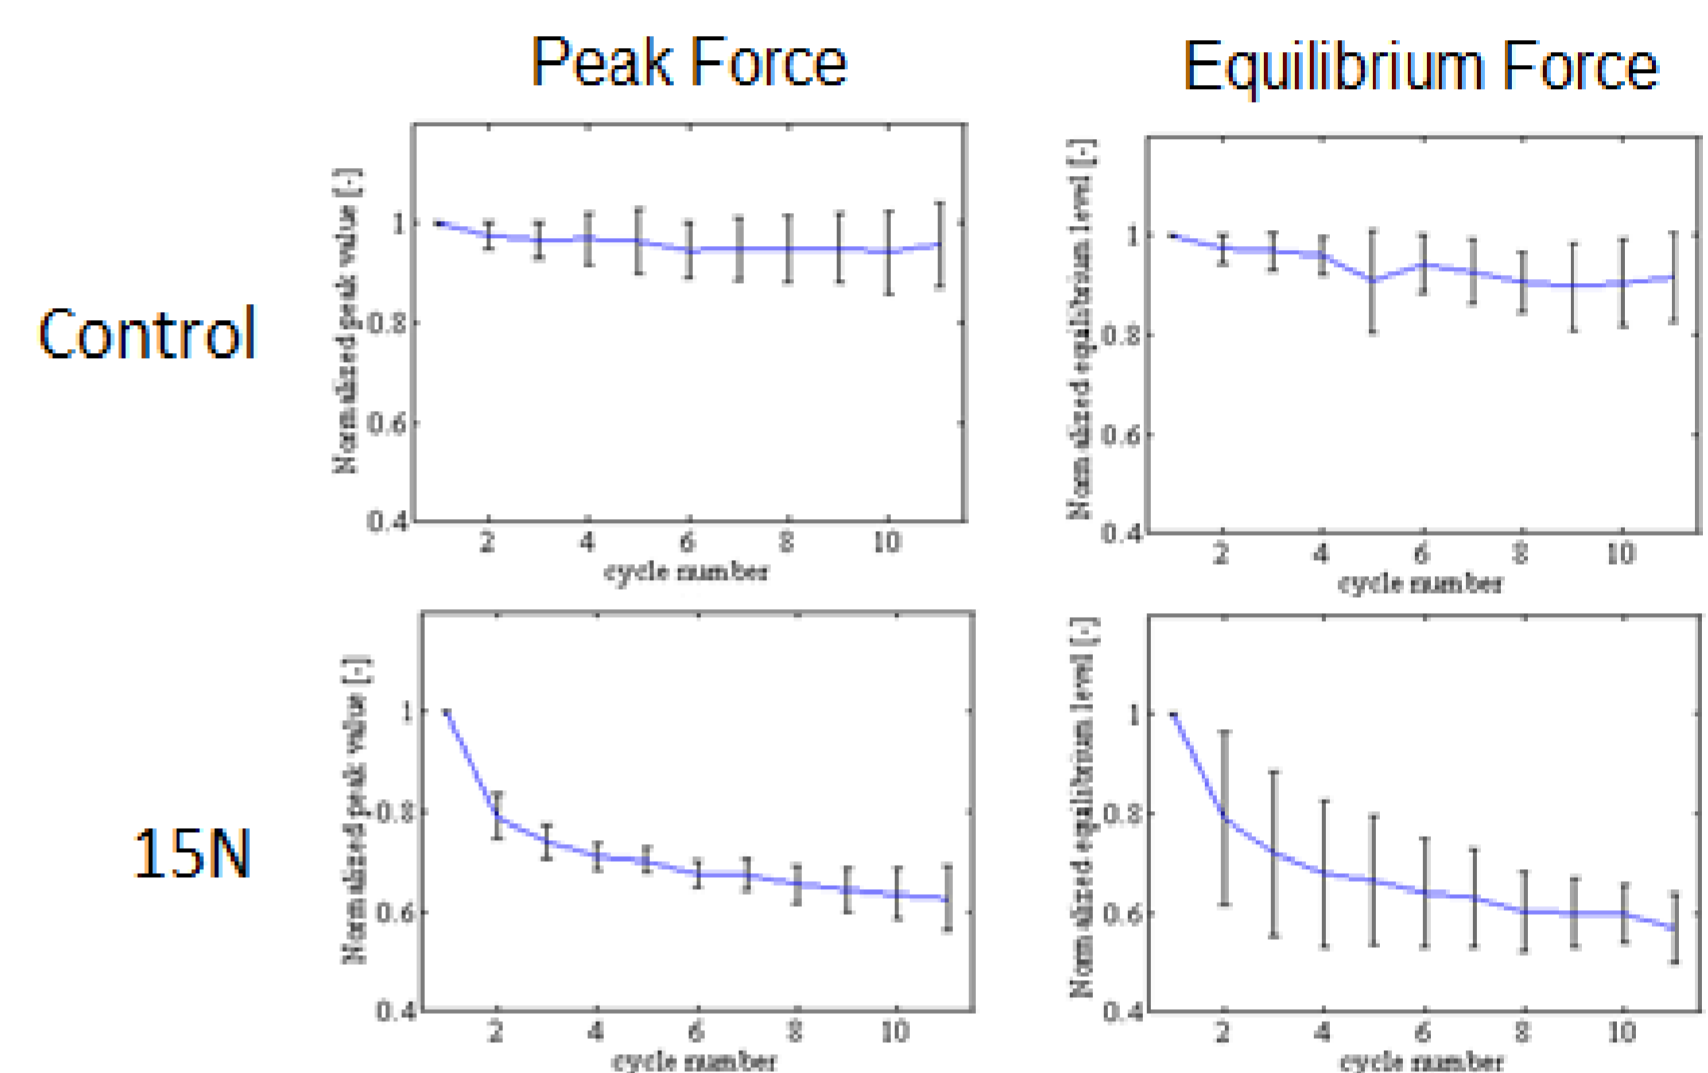 Peak Force
Equilibrium Force
Control
15N
Normalized peak value [-]
1
0.8
0.6
0.4
2 4 6 8 10
cycle number
Normalized equilibrium level [-]
1
0.8
0.6
0.4
2 4 6 8 10
cycle number
Normalized peak value [-]
1
0.8
0.6
0.4
2 4 6 8 10
cycle number
Normalized equilibrium level [-]
1
0.8
0.6
0.4
2 4 6 8 10
cycle number